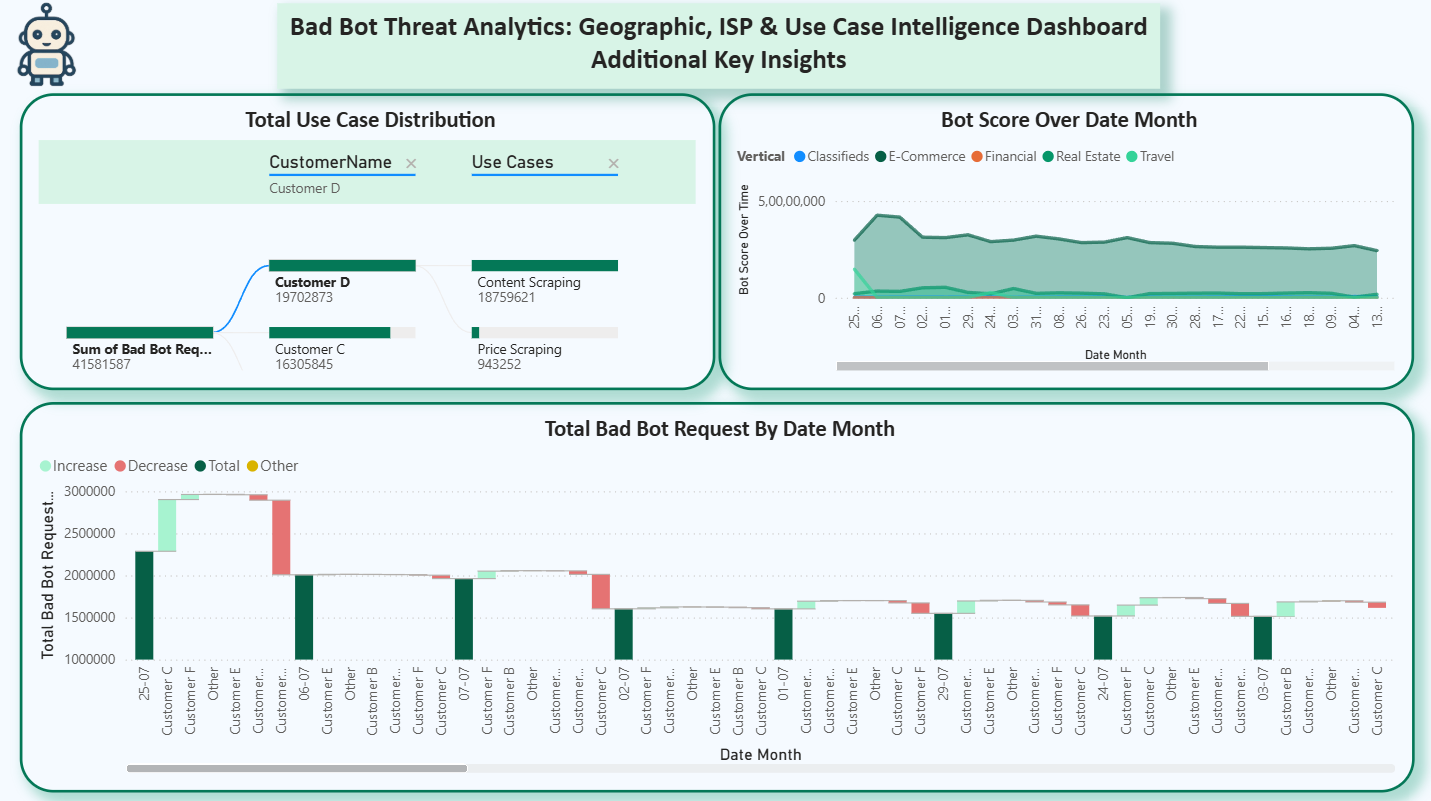 Bad Bot Threat Analytics: Geographic, ISP & Use Case Intelligence Dashboard
Additional Key Insights
Total Use Case Distribution
CustomerName ×
Use Cases ×
Customer D
Customer D
19702873
Content Scraping
18759621
Sum of Bad Bot Req...
41581587
Customer C
16305845
Price Scraping
943252
Bot Score Over Date Month
Vertical Classifieds E-Commerce Financial Real Estate Travel
Bot Score Over Time
5,00,00,000
0
25... 06... 07... 02... 01... 29... 24... 03... 31... 08... 26... 23... 05... 19... 30... 28... 17... 22... 15... 16... 18... 09... 04... 13...
Date Month
Total Bad Bot Request By Date Month
Increase Decrease Total Other
Total Bad Bot Request...
3000000
2500000
2000000
1500000
1000000
25-07 Customer C Customer F Other Customer E Customer... Customer... 06-07 Customer E Other Customer B Customer... Customer F Customer C 07-07 Customer F Customer B Other Customer... Customer... Customer C 02-07 Customer F Customer... Other Customer E Customer B Customer C 01-07 Customer... Customer... Customer E Other Customer C Customer F 29-07 Customer... Customer E Other Customer... Customer F Customer C 24-07 Customer F Customer C Other Customer E Customer... Customer... 03-07 Customer B Customer... Other Customer... Customer C
Date Month